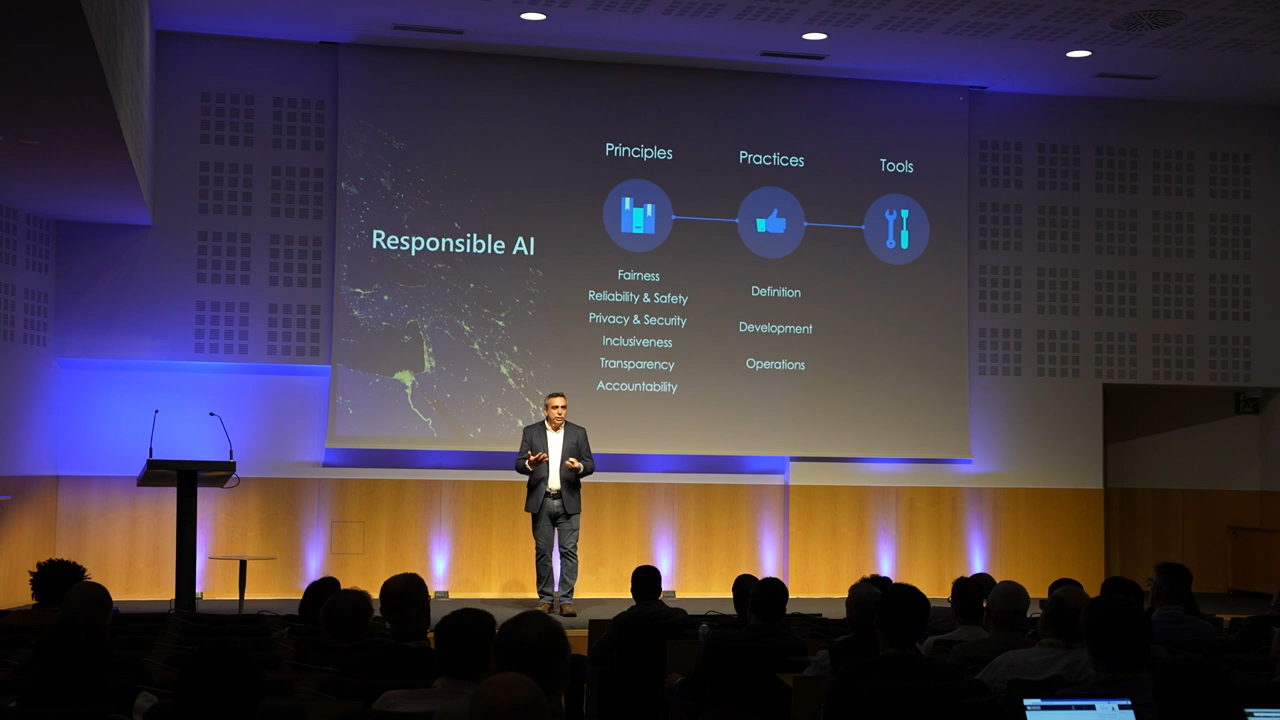 Responsible AI
Principles
Fairness
Reliability & Safety
Privacy & Security
Inclusiveness
Transparency
Accountability
Practices
Definition
Development
Operations
Tools